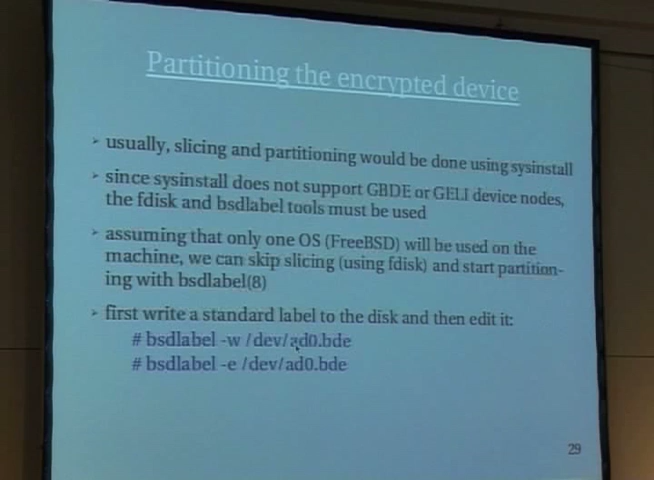 Partitioning the encrypted device
➢ usually, slicing and partitioning would be done using sysinstall
➢ since sysinstall does not support GBDE or GELI device nodes,
the fdisk and bsdlabel tools must be used
➢ assuming that only one OS (FreeBSD) will be used on the
machine, we can skip slicing (using fdisk) and start partition-
ing with bsdlabel(8)
➢ first write a standard label to the disk and then edit it:
# bsdlabel -w /dev/ad0.bde
# bsdlabel -e /dev/ad0.bde
29